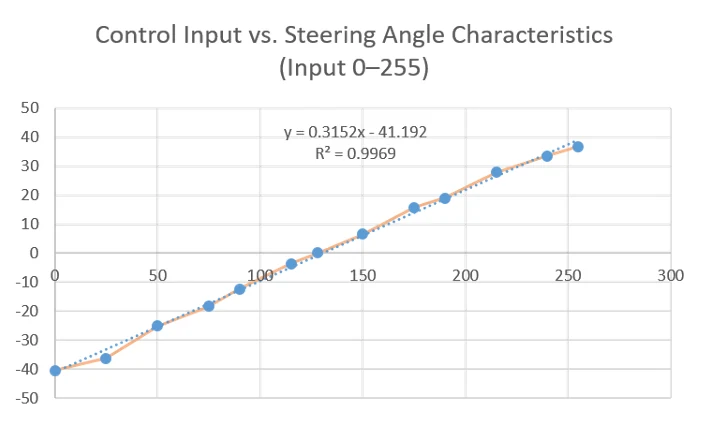 Control Input vs. Steering Angle Characteristics
(Input 0–255)
y = 0.3152x - 41.192
R² = 0.9969
50
40
30
20
10
0
-10
-20
-30
-40
-50
0 50 100 150 200 250 300